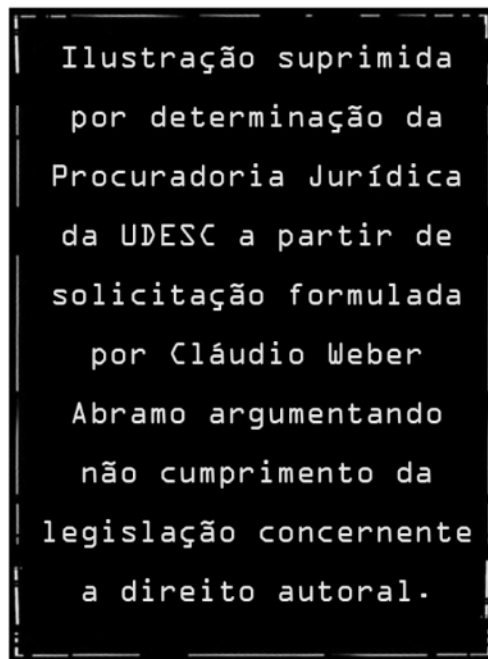 Ilustração suprimida
por determinação da
Procuradoria Jurídica
da UDESC a partir de
solicitação formulada
por Cláudio Weber
Abramo argumentando
não cumprimento da
legislação concernente
a direito autoral.